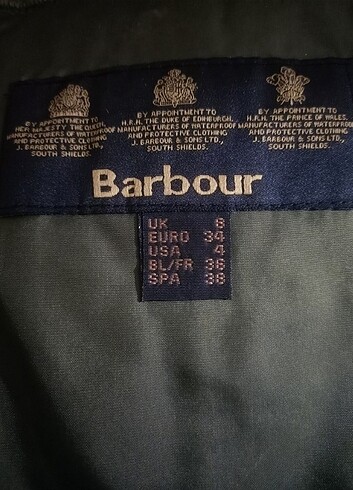 BY APPOINTMENT TO
HER MAJESTY THE QUEEN,
MANUFACTURERS OF WATERPROOF
AND PROTECTIVE CLOTHING
J. BARBOUR & SONS LTD.,
SOUTH SHIELDS.
BY APPOINTMENT TO
H.R.H. THE DUKE OF EDINBURGH,
MANUFACTURERS OF WATERPROOF
AND PROTECTIVE CLOTHING
J. BARBOUR & SONS LTD.,
SOUTH SHIELDS.
BY APPOINTMENT TO
H.R.H. THE PRINCE OF WALES.
MANUFACTURERS OF WATERPROOF
AND PROTECTIVE CLOTHING
J. BARBOUR & SONS LTD.,
SOUTH SHIELDS.
Barbour
UK 8
EURO 34
USA 4
BL/FR 36
SPA 38